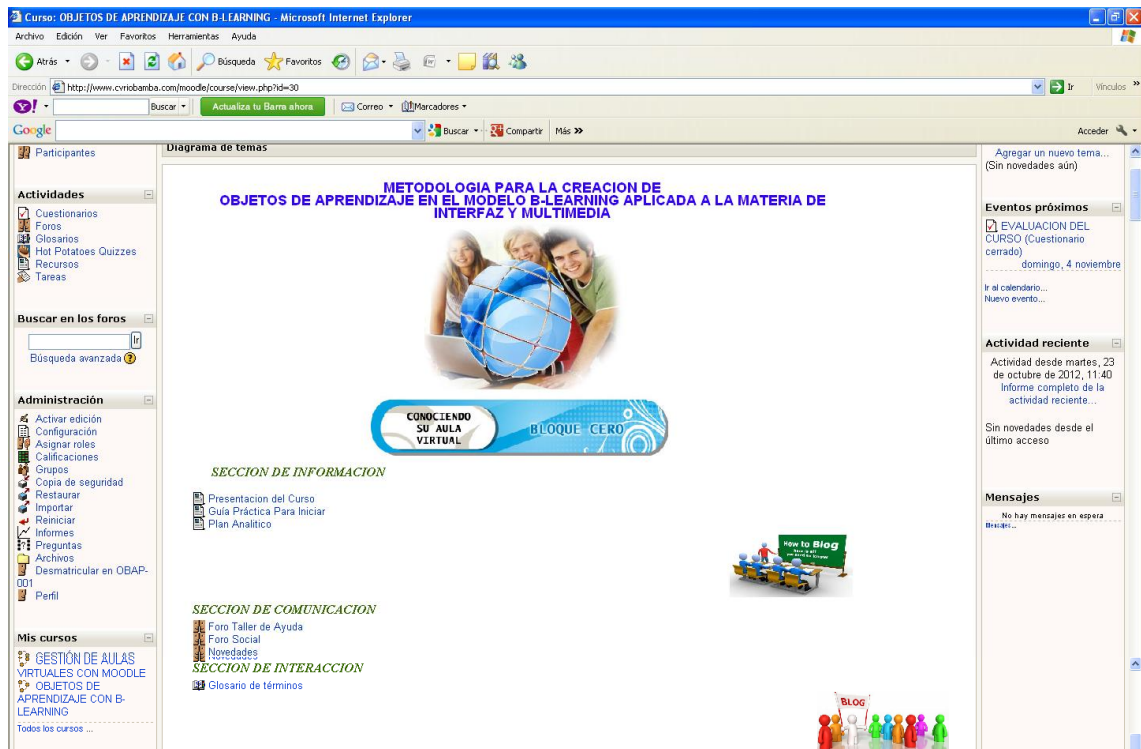 Curso: OBJETOS DE APRENDIZAJE CON B-LEARNING - Microsoft Internet Explorer
Archivo Edición Ver Favoritos Herramientas Ayuda
Atrás Búsqueda Favoritos
Dirección http://www.cvriobamba.com/moodle/course/view.php?id=30 Ir Vínculos »
Y! Buscar Actualiza tu Barra ahora Correo Marcadores
Google Buscar Compartir Más » Acceder
Participantes
Actividades
Cuestionarios
Foros
Glosarios
Hot Potatoes Quizzes
Recursos
Tareas
Buscar en los foros
Ir
Búsqueda avanzada ?
Administración
Activar edición
Configuración
Asignar roles
Calificaciones
Grupos
Copia de seguridad
Restaurar
Importar
Reiniciar
Informes
Preguntas
Archivos
Desmatricular en OBAP-
001
Perfil
Mis cursos
GESTIÓN DE AULAS
VIRTUALES CON MOODLE
OBJETOS DE
APRENDIZAJE CON B-
LEARNING
Todos los cursos ...
Diagrama de temas
METODOLOGIA PARA LA CREACION DE
OBJETOS DE APRENDIZAJE EN EL MODELO B-LEARNING APLICADA A LA MATERIA DE
INTERFAZ Y MULTIMEDIA
CONOCIENDO
SU AULA
VIRTUAL
BLOQUE CERO
SECCION DE INFORMACION
Presentacion del Curso
Guía Práctica Para Iniciar
Plan Analitico
How to Blog
SECCION DE COMUNICACION
Foro Taller de Ayuda
Foro Social
Novedades
SECCION DE INTERACCION
Glosario de términos
BLOG
Agregar un nuevo tema...
(Sin novedades aún)
Eventos próximos
EVALUACION DEL
CURSO (Cuestionario
cerrado)
domingo, 4 noviembre
Ir al calendario...
Nuevo evento...
Actividad reciente
Actividad desde martes, 23
de octubre de 2012, 11:40
Informe completo de la
actividad reciente...
Sin novedades desde el
último acceso
Mensajes
No hay mensajes en espera
Mensajes...